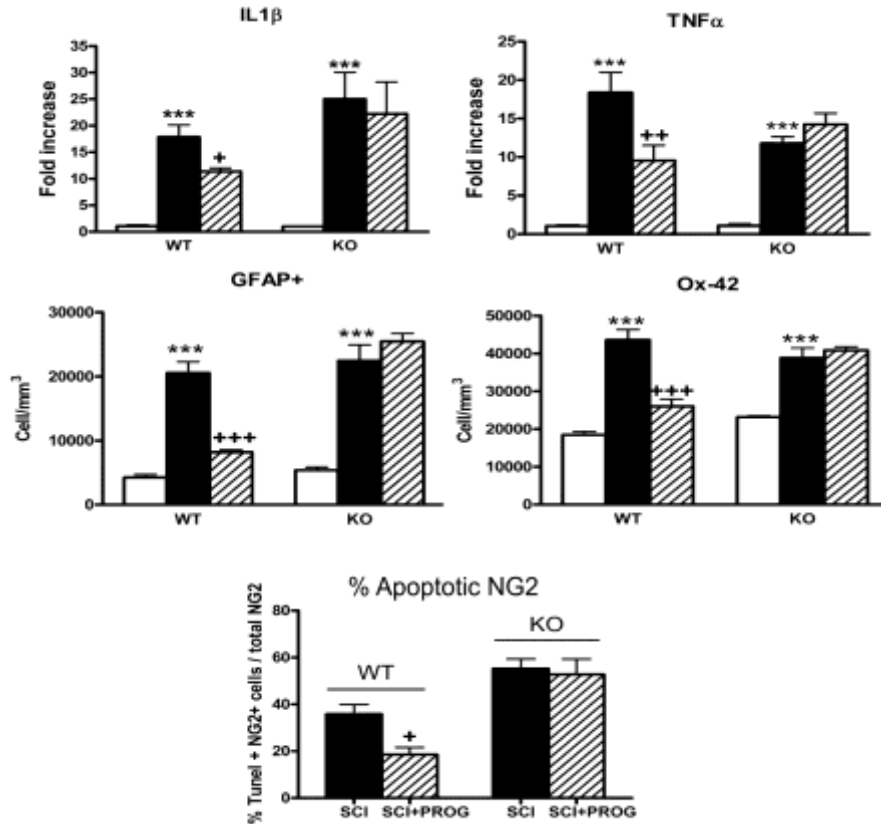 IL1β
Fold increase
35
30
25
20
15
10
5
0
***
+
***
WT
KO
TNFα
Fold increase
25
20
15
10
5
0
***
++
***
WT
KO
GFAP+
Cell/mm³
30000
20000
10000
0
***
+++
***
WT
KO
Ox-42
Cell/mm³
50000
40000
30000
20000
10000
0
***
+++
***
WT
KO
% Apoptotic NG2
% Tunel + NG2+ cells / total NG2
80
60
40
20
0
WT
+
KO
SCI SCI+PROG SCI SCI+PROG